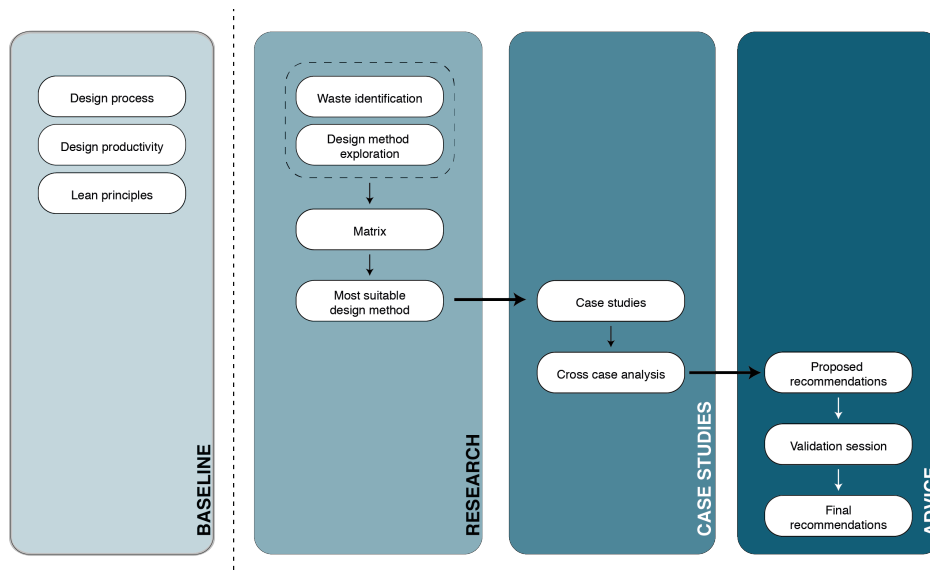 Design process
Design productivity
Lean principles
BASELINE
Waste identification
Design method
exploration
Matrix
Most suitable
design method
RESEARCH
Case studies
Cross case analysis
CASE STUDIES
Proposed
recommendations
Validation session
Final
recommendations
ADVICE